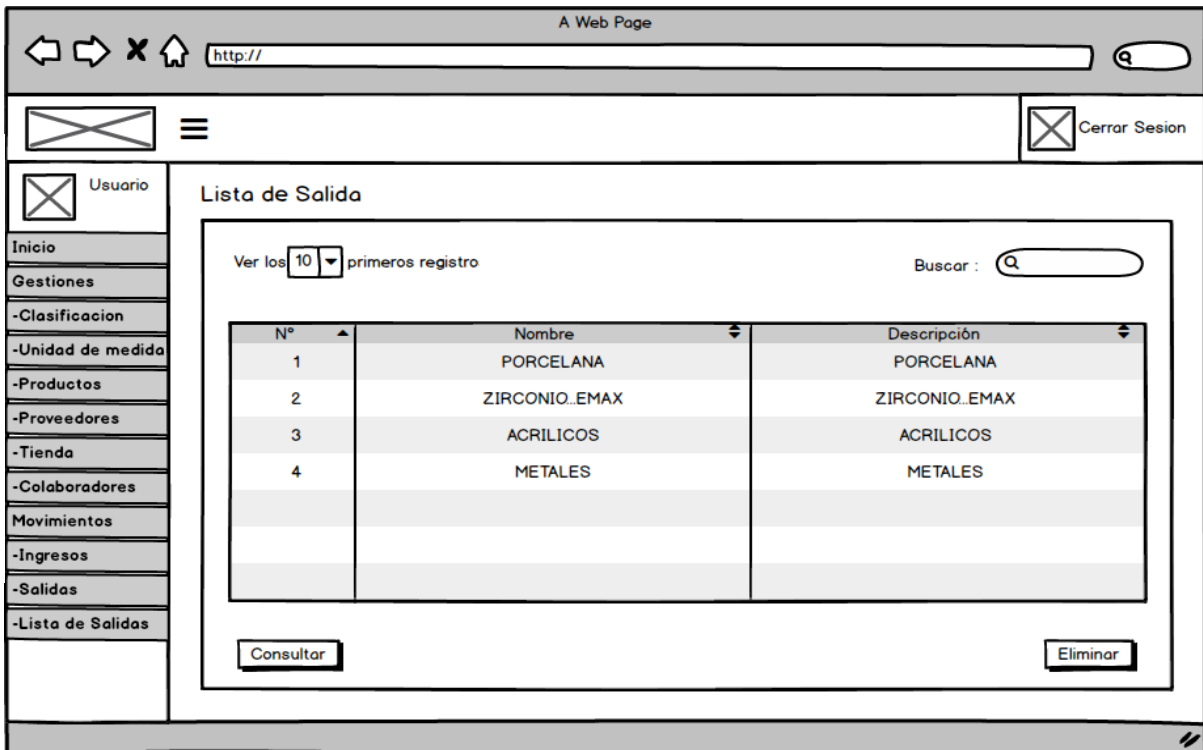 A Web Page
http://
Cerrar Sesion
Usuario
Inicio
Gestiones
-Clasificacion
-Unidad de medida
-Productos
-Proveedores
-Tienda
-Colaboradores
Movimientos
-Ingresos
-Salidas
-Lista de Salidas
Lista de Salida
Ver los 10 primeros registro
Buscar :
N° Nombre Descripción
1 PORCELANA PORCELANA
2 ZIRCONIO..EMAX ZIRCONIO..EMAX
3 ACRILICOS ACRILICOS
4 METALES METALES
Consultar Eliminar